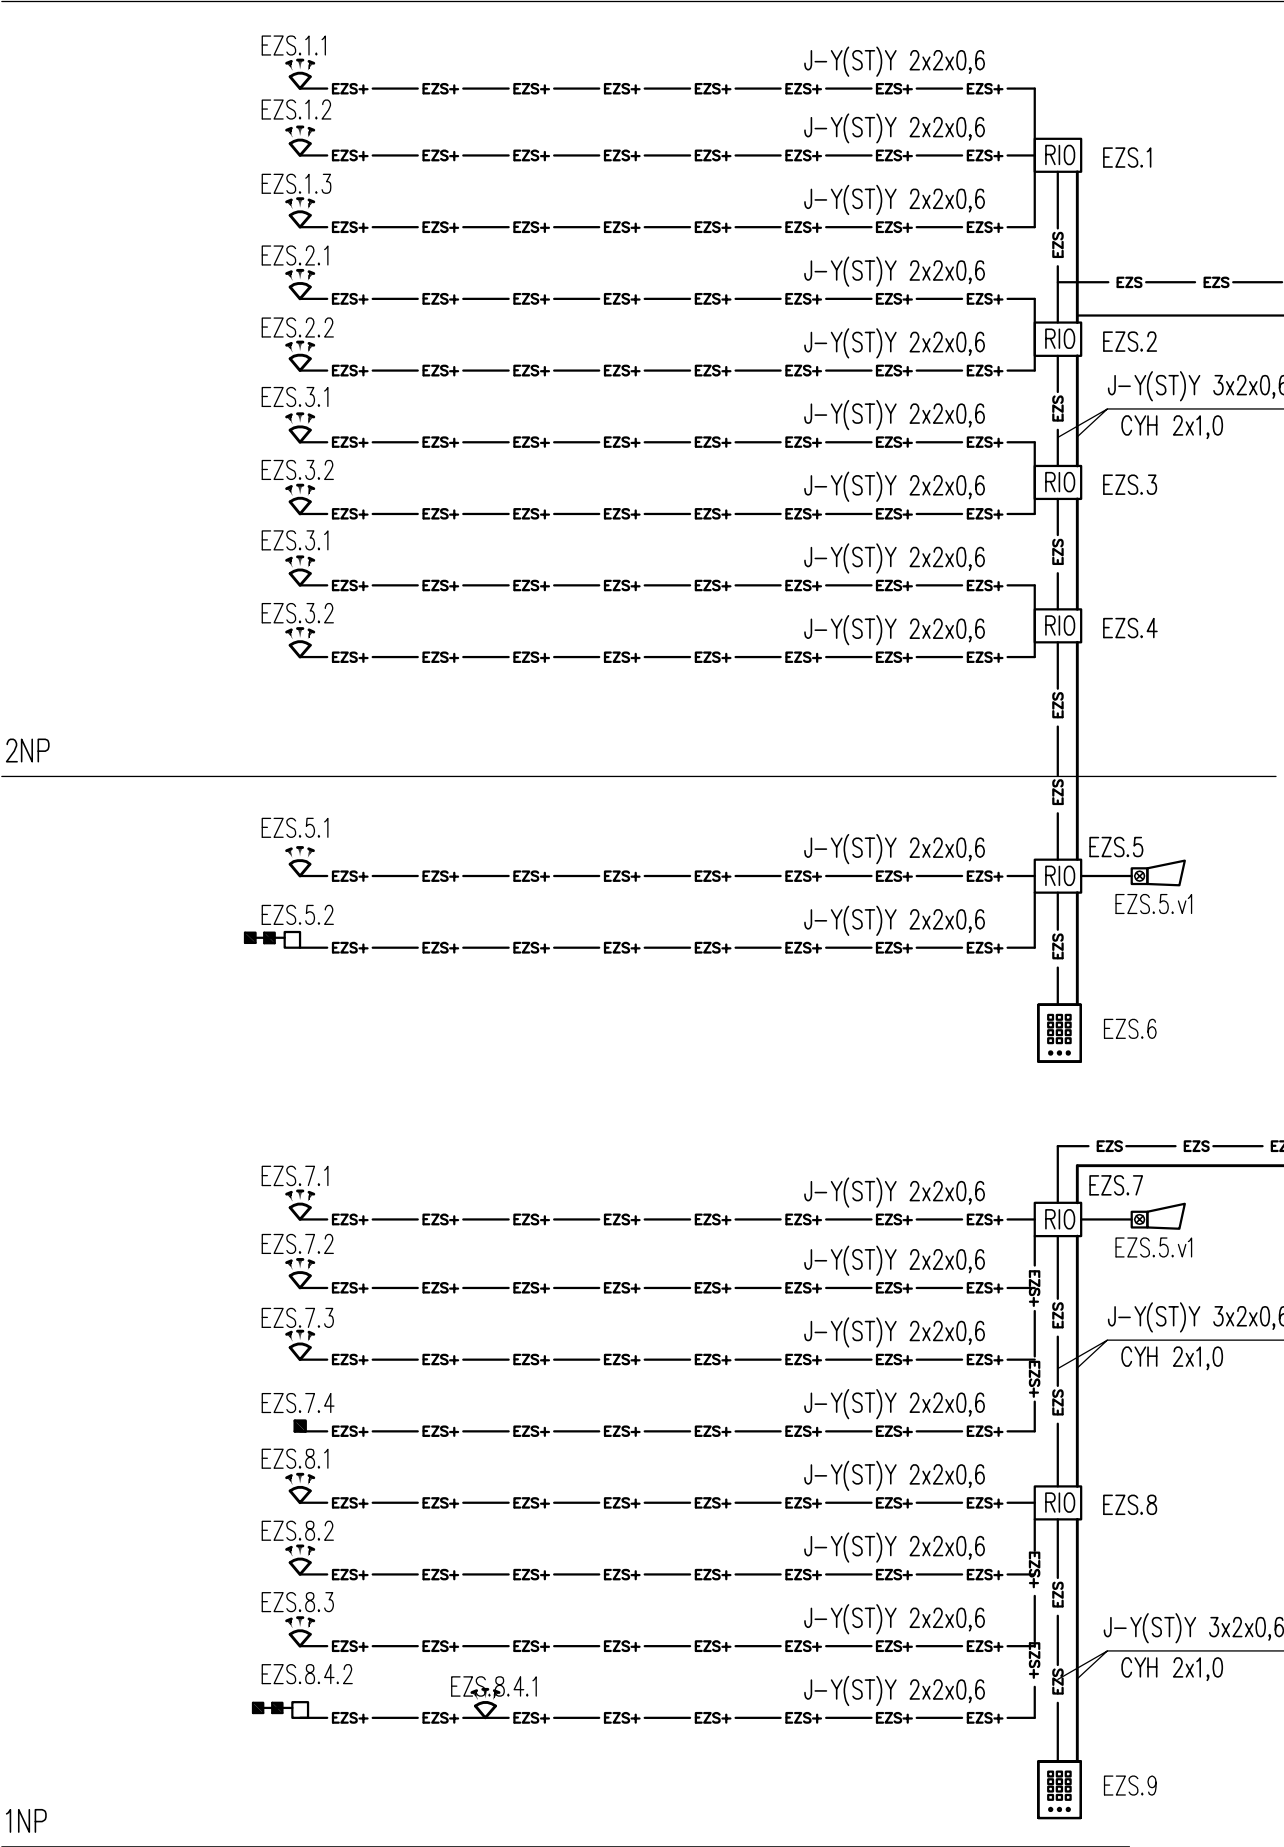 EZS.1.1
J-Y(ST)Y 2x2x0,6
EZS+ EZS+ EZS+ EZS+ EZS+ EZS+ EZS+ EZS+
EZS.1.2
J-Y(ST)Y 2x2x0,6
EZS+ EZS+ EZS+ EZS+ EZS+ EZS+ EZS+ EZS+
RIO EZS.1
EZS.1.3
J-Y(ST)Y 2x2x0,6
EZS+ EZS+ EZS+ EZS+ EZS+ EZS+ EZS+ EZS+
EZS
EZS.2.1
J-Y(ST)Y 2x2x0,6
EZS EZS
EZS+ EZS+ EZS+ EZS+ EZS+ EZS+ EZS+ EZS+
EZS.2.2
J-Y(ST)Y 2x2x0,6
RIO EZS.2
EZS+ EZS+ EZS+ EZS+ EZS+ EZS+ EZS+ EZS+
J-Y(ST)Y 3x2x0,6
EZS.3.1
EZS
J-Y(ST)Y 2x2x0,6
CYH 2x1,0
EZS+ EZS+ EZS+ EZS+ EZS+ EZS+ EZS+ EZS+
EZS.3.2
J-Y(ST)Y 2x2x0,6
RIO EZS.3
EZS+ EZS+ EZS+ EZS+ EZS+ EZS+ EZS+ EZS+
EZS.3.1
EZS
J-Y(ST)Y 2x2x0,6
EZS+ EZS+ EZS+ EZS+ EZS+ EZS+ EZS+ EZS+
EZS.3.2
J-Y(ST)Y 2x2x0,6
RIO EZS.4
EZS+ EZS+ EZS+ EZS+ EZS+ EZS+ EZS+ EZS+
EZS
2NP
EZS
EZS.5.1
J-Y(ST)Y 2x2x0,6
EZS.5
EZS+ EZS+ EZS+ EZS+ EZS+ EZS+ EZS+ EZS+
RIO
EZS.5.v1
EZS.5.2
J-Y(ST)Y 2x2x0,6
EZS+ EZS+ EZS+ EZS+ EZS+ EZS+ EZS+ EZS+
EZS
EZS.6
EZS EZS EZ
EZS.7.1
J-Y(ST)Y 2x2x0,6
EZS.7
EZS+ EZS+ EZS+ EZS+ EZS+ EZS+ EZS+ EZS+
RIO
EZS.5.v1
EZS.7.2
J-Y(ST)Y 2x2x0,6
EZS+ EZS+ EZS+ EZS+ EZS+ EZS+ EZS+ EZS+
EZS+
EZS
EZS.7.3
J-Y(ST)Y 2x2x0,6
J-Y(ST)Y 3x2x0,6
CYH 2x1,0
EZS+ EZS+ EZS+ EZS+ EZS+ EZS+ EZS+ EZS+
EZS+
EZS
EZS.7.4
J-Y(ST)Y 2x2x0,6
EZS+ EZS+ EZS+ EZS+ EZS+ EZS+ EZS+ EZS+
EZS.8.1
J-Y(ST)Y 2x2x0,6
EZS+ EZS+ EZS+ EZS+ EZS+ EZS+ EZS+ EZS+
RIO EZS.8
EZS.8.2
J-Y(ST)Y 2x2x0,6
EZS+ EZS+ EZS+ EZS+ EZS+ EZS+ EZS+ EZS+
EZS+
EZS
EZS.8.3
J-Y(ST)Y 2x2x0,6
J-Y(ST)Y 3x2x0,6
EZS+ EZS+ EZS+ EZS+ EZS+ EZS+ EZS+ EZS+
EZS+
CYH 2x1,0
EZS
EZS.8.4.2
EZS.8.4.1
J-Y(ST)Y 2x2x0,6
EZS+ EZS+ EZS+ EZS+ EZS+ EZS+ EZS+ EZS+
EZS.9
1NP